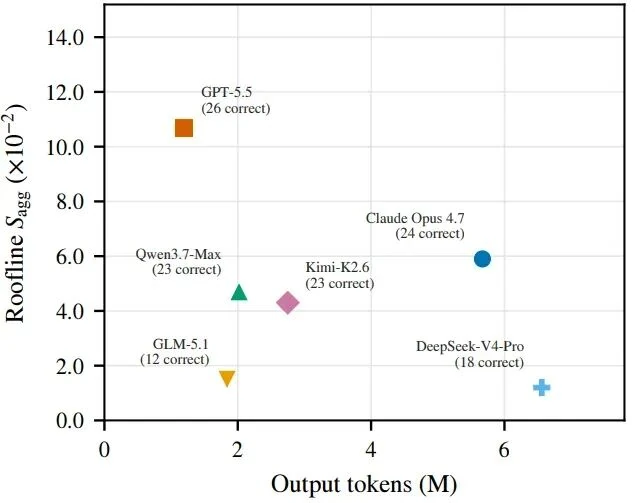 14.0
12.0
10.0
8.0
6.0
4.0
2.0
0.0
Roofline S_agg (×10⁻²)
GPT-5.5
(26 correct)
Claude Opus 4.7
(24 correct)
Qwen3.7-Max
(23 correct)
Kimi-K2.6
(23 correct)
GLM-5.1
(12 correct)
DeepSeek-V4-Pro
(18 correct)
0 2 4 6
Output tokens (M)